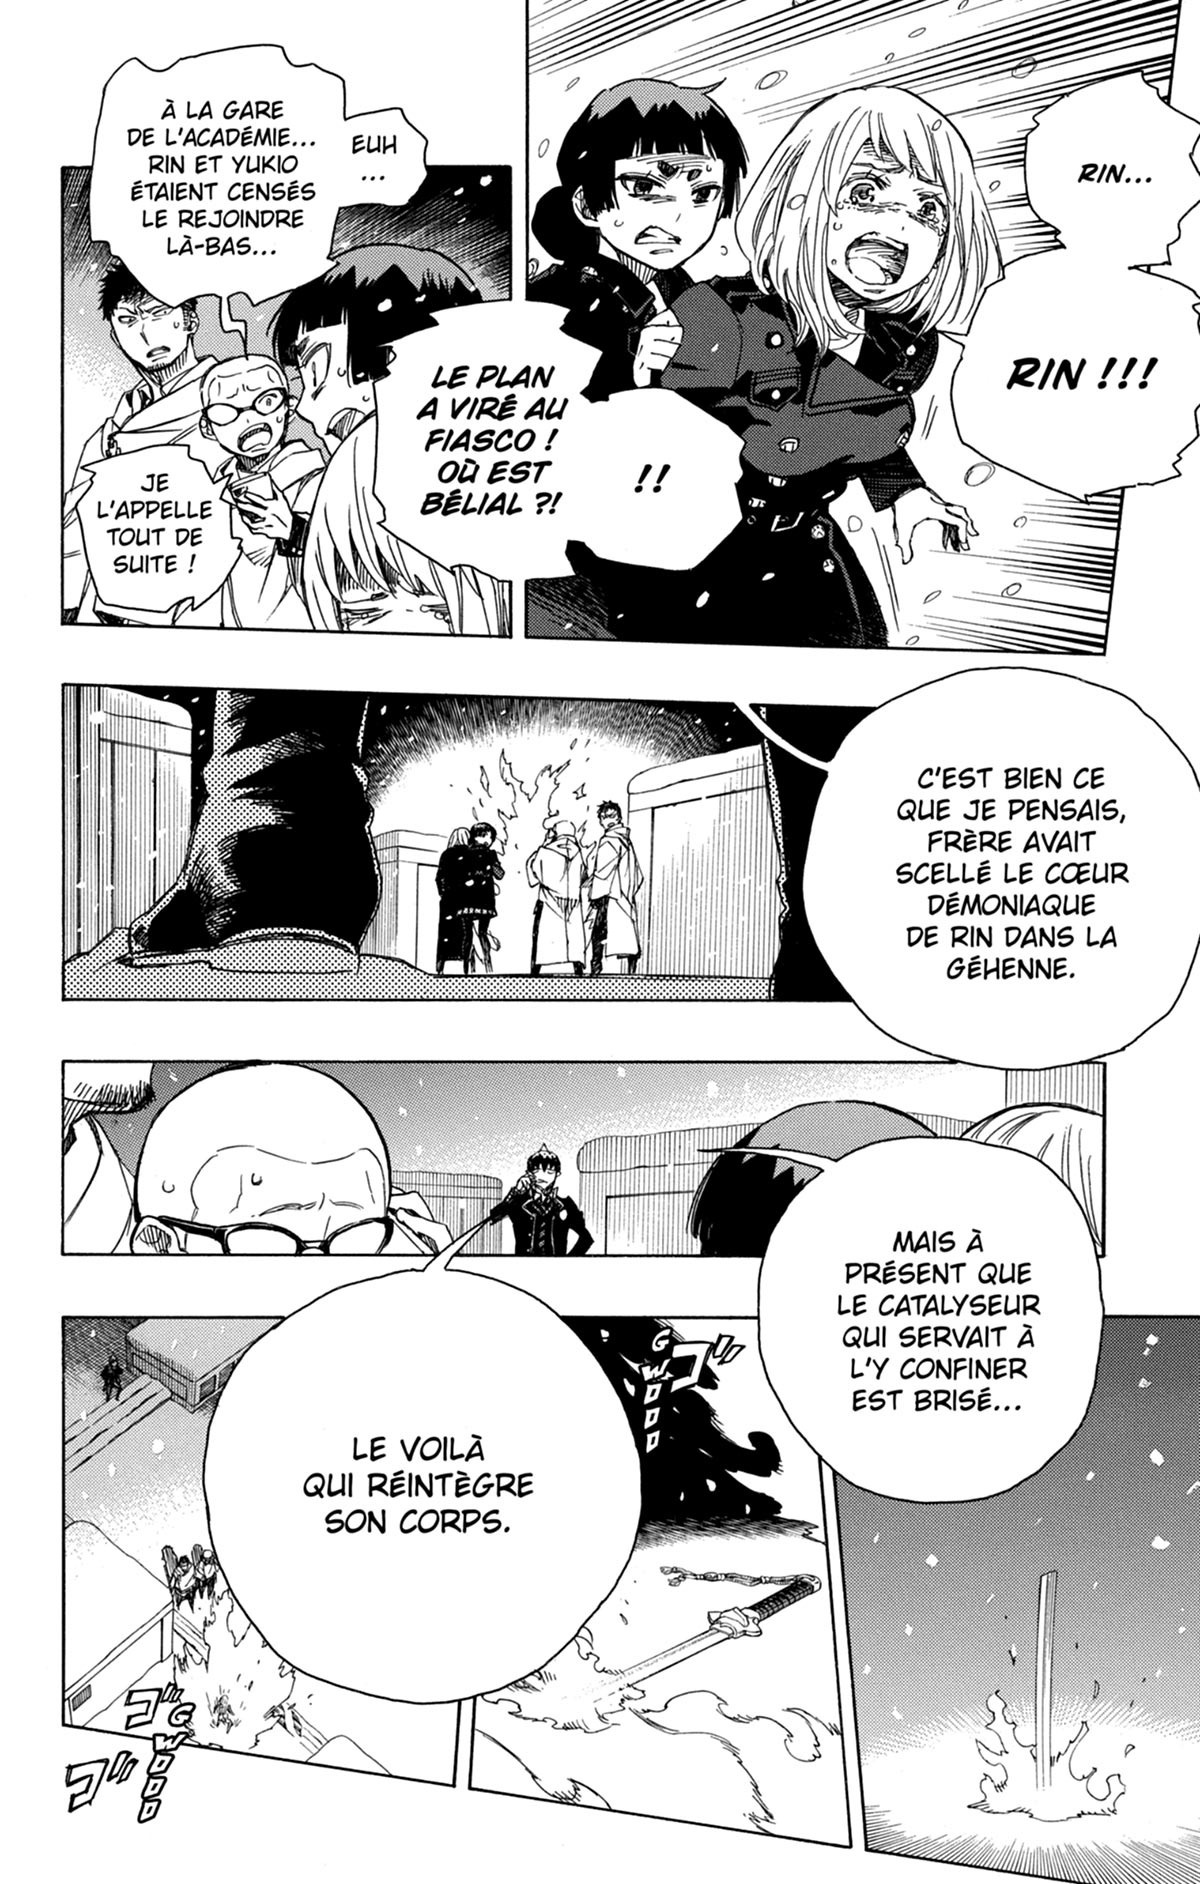 RIN...
RIN !!!
!!
LE PLAN
A VIRÉ AU
FIASCO !
OÙ EST
BÉLIAL ?!
EUH
...
À LA GARE
DE L'ACADÉMIE...
RIN ET YUKIO
ÉTAIENT CENSÉS
LE REJOINDRE
LÀ-BAS...
JE
L'APPELLE
TOUT DE
SUITE !
C'EST BIEN CE
QUE JE PENSAIS,
FRÈRE AVAIT
SCELLÉ LE CŒUR
DÉMONIAQUE
DE RIN DANS LA
GÉHENNE.
MAIS À
PRÉSENT QUE
LE CATALYSEUR
QUI SERVAIT À
L'Y CONFINER
EST BRISÉ...
ゴ"
GWOOO
LE VOILÀ
QUI RÉINTÈGRE
SON CORPS.
ゴ"
GWOOO
ゴ"